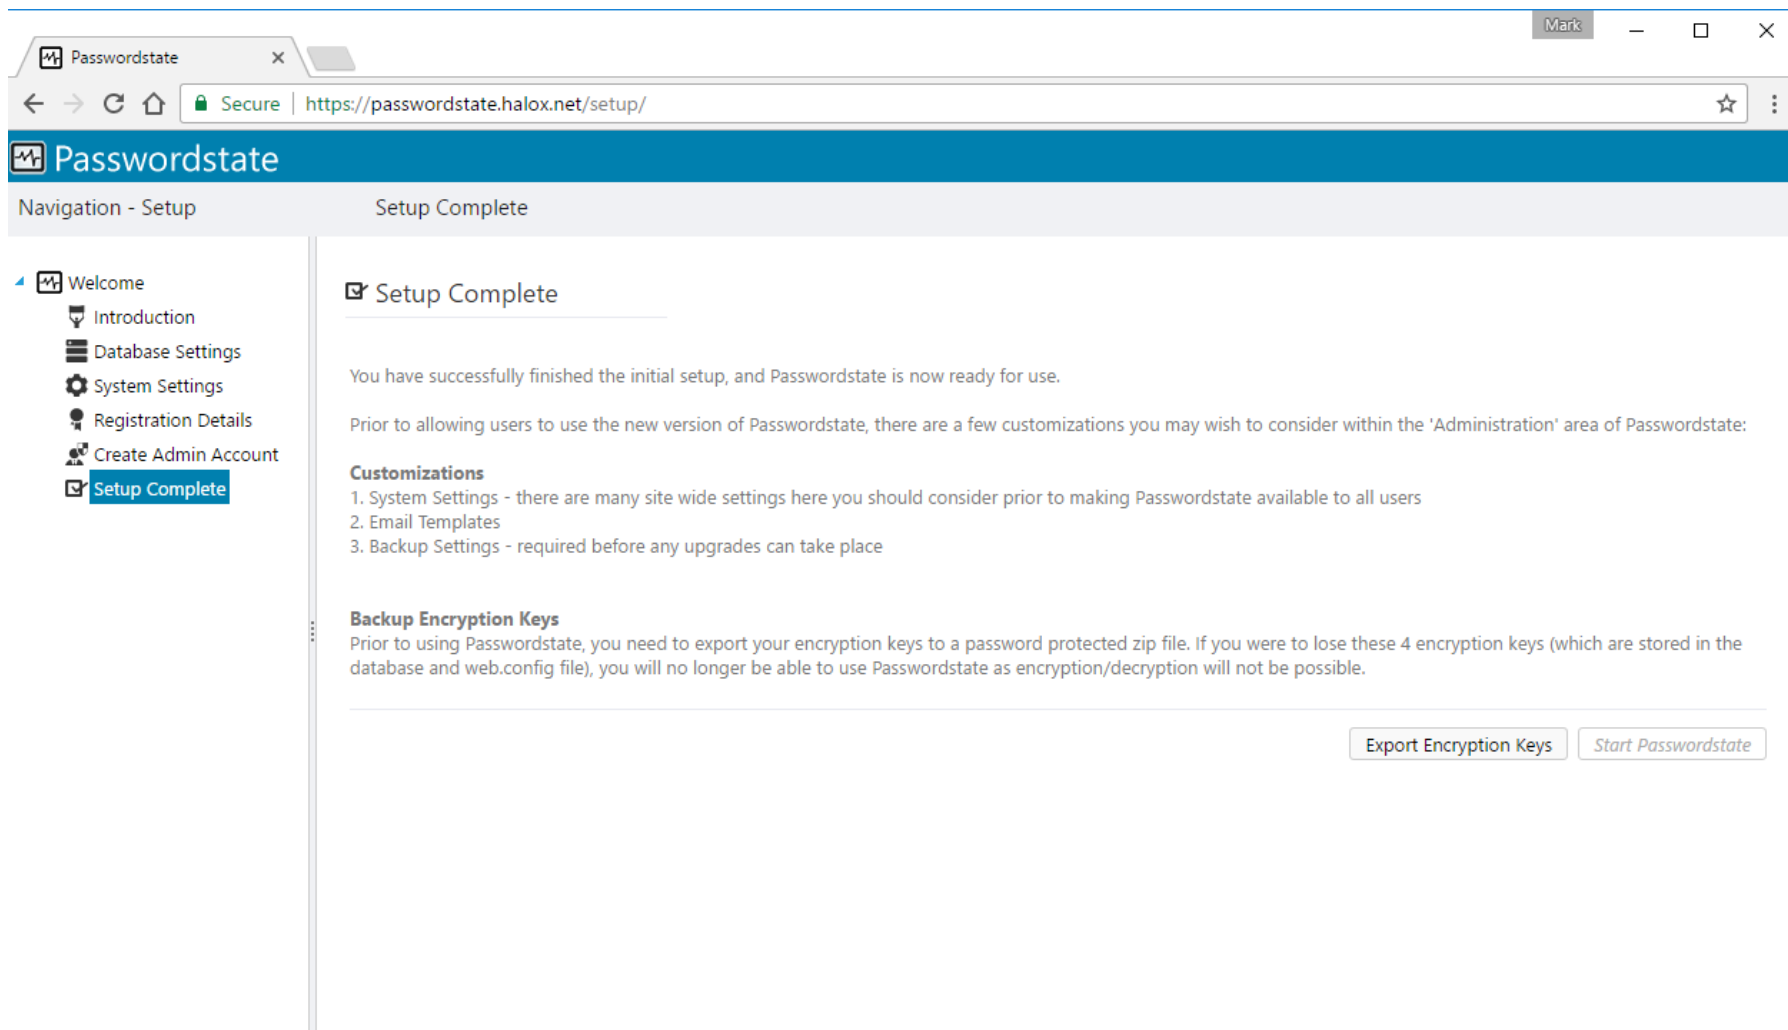 Mark
Passwordstate
Secure | https://passwordstate.halox.net/setup/
Passwordstate
Navigation - Setup
Setup Complete
Welcome
Introduction
Database Settings
System Settings
Registration Details
Create Admin Account
Setup Complete
Setup Complete
You have successfully finished the initial setup, and Passwordstate is now ready for use.
Prior to allowing users to use the new version of Passwordstate, there are a few customizations you may wish to consider within the 'Administration' area of Passwordstate:
Customizations
1. System Settings - there are many site wide settings here you should consider prior to making Passwordstate available to all users
2. Email Templates
3. Backup Settings - required before any upgrades can take place
Backup Encryption Keys
Prior to using Passwordstate, you need to export your encryption keys to a password protected zip file. If you were to lose these 4 encryption keys (which are stored in the
database and web.config file), you will no longer be able to use Passwordstate as encryption/decryption will not be possible.
Export Encryption Keys
Start Passwordstate